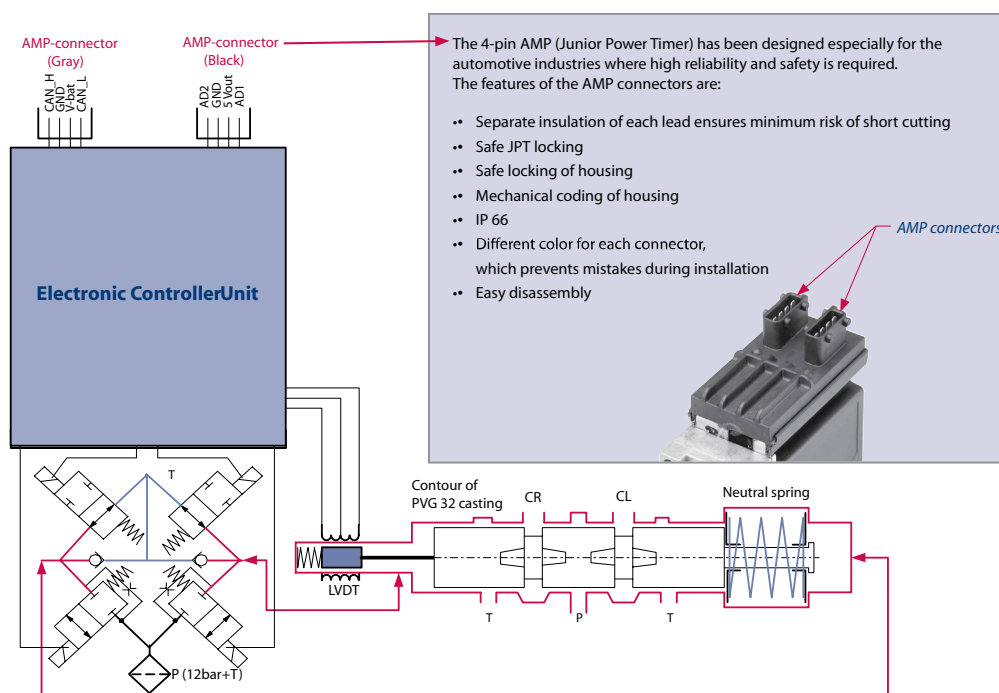 AMP-connector
(Gray)
AMP-connector
(Black)
CAN_H
GND
V-bat
CAN_L
AD2
GND
5 Vout
AD1
The 4-pin AMP (Junior Power Timer) has been designed especially for the
automotive industries where high reliability and safety is required.
The features of the AMP connectors are:
•• Separate insulation of each lead ensures minimum risk of short cutting
•• Safe JPT locking
•• Safe locking of housing
•• Mechanical coding of housing
•• IP 66
•• Different color for each connector,
which prevents mistakes during installation
•• Easy disassembly
AMP connectors
Electronic ControllerUnit
T
Contour of
PVG 32 casting
CR
CL
Neutral spring
LVDT
T
P
T
P (12bar+T)